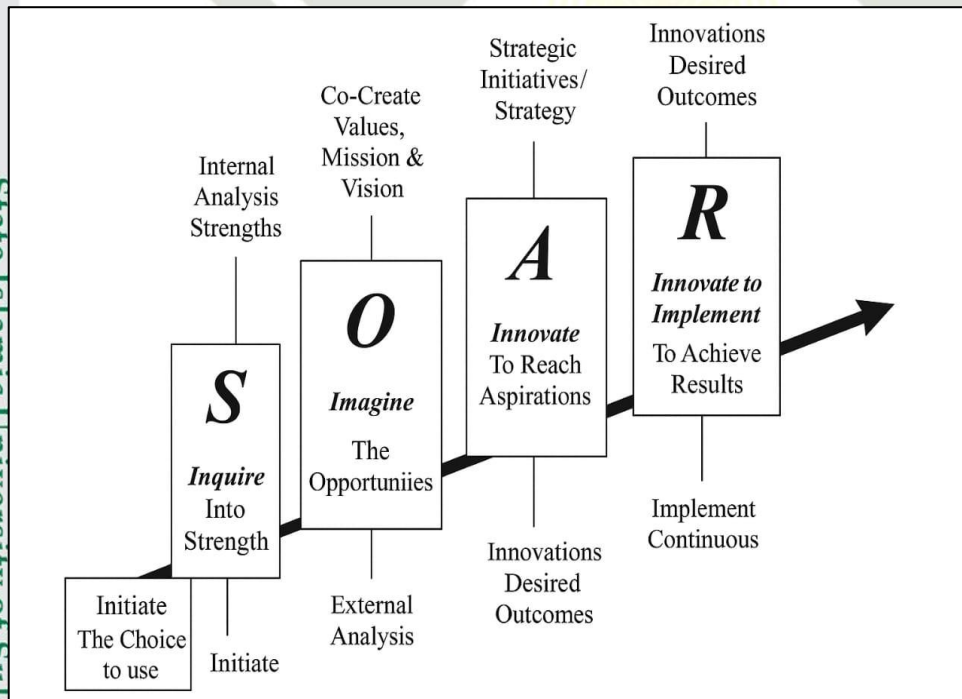 Internal
Analysis
Strengths
S
Inquire
Into
Strength
Initiate
The Choice
to use
Initiate
Co-Create
Values,
Mission &
Vision
O
Imagine
The
Opportuniies
External
Analysis
Strategic
Initiatives/
Strategy
A
Innovate
To Reach
Aspirations
Innovations
Desired
Outcomes
Innovations
Desired
Outcomes
R
Innovate to
Implement
To Achieve
Results
Implement
Continuous